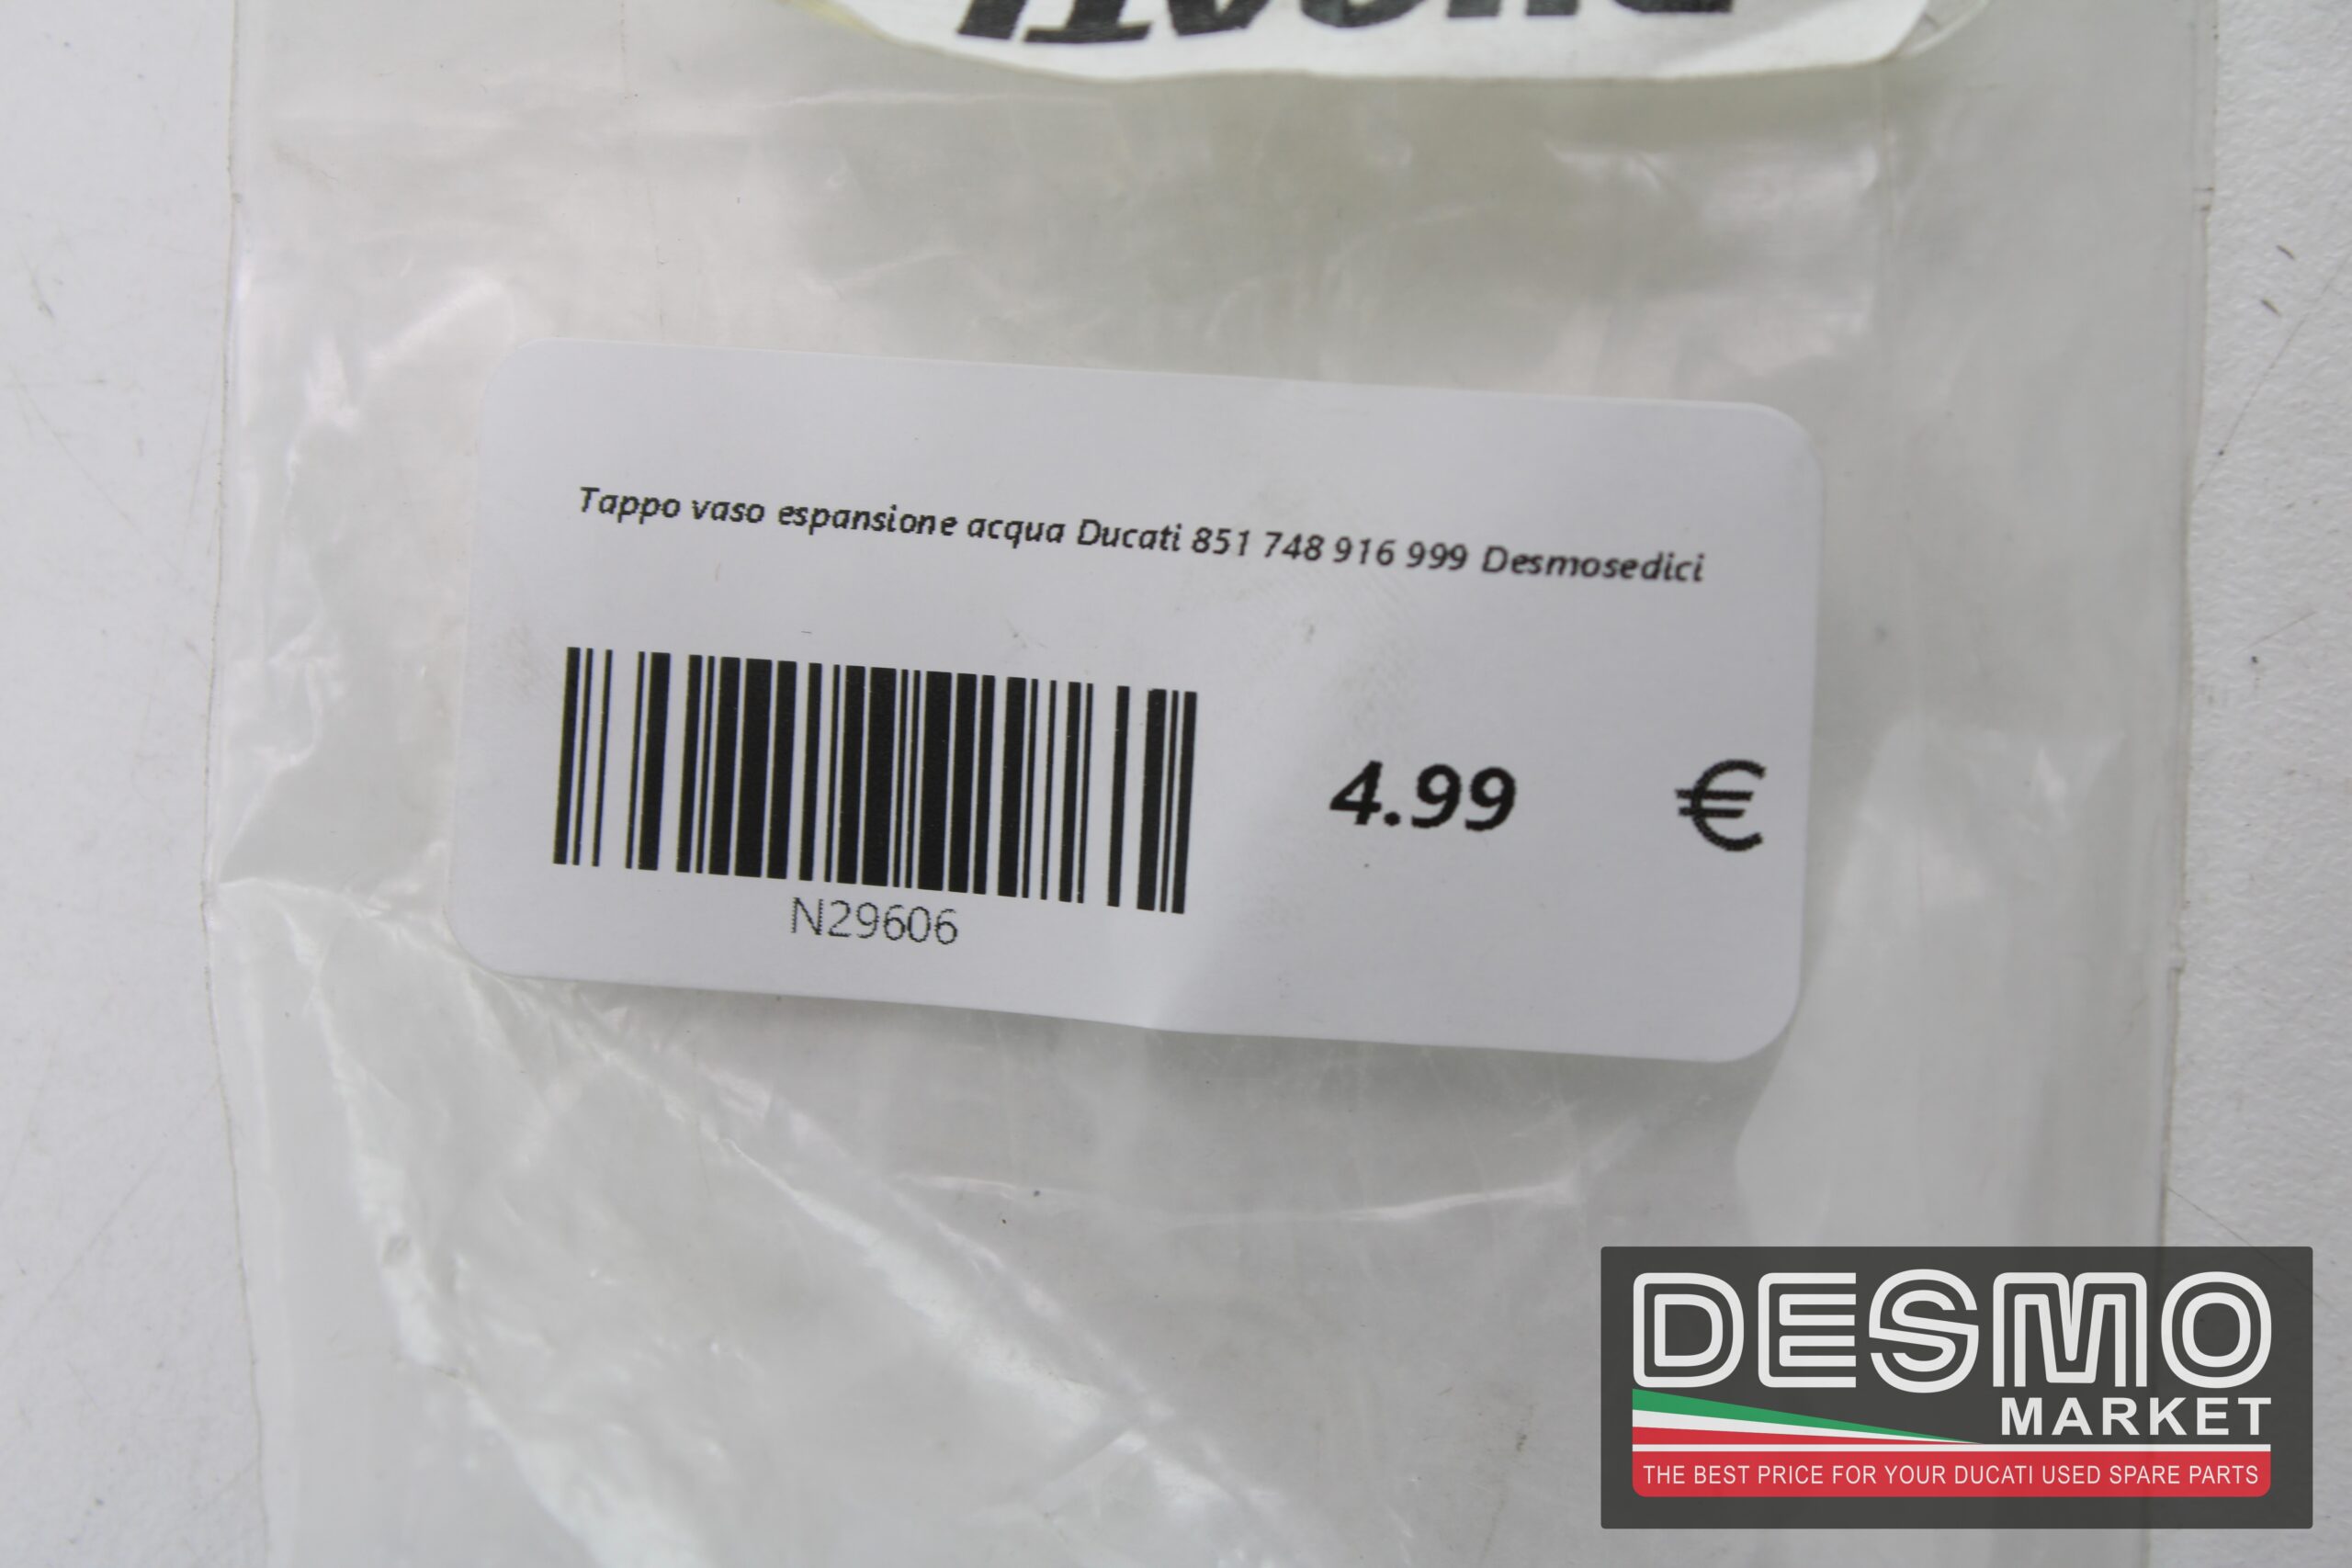 Tappo vaso espansione acqua Ducati 851 748 916 999 Desmosedici
4.99 €
N29606
DESMO
MARKET
THE BEST PRICE FOR YOUR DUCATI USED SPARE PARTS